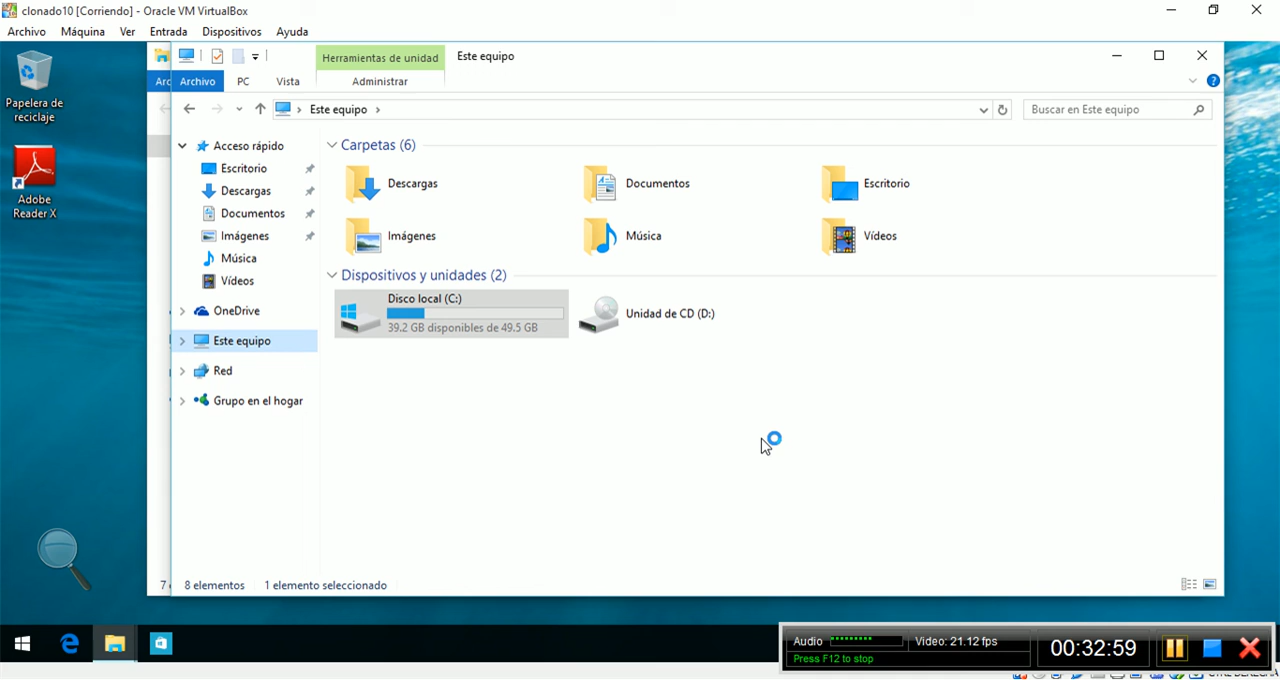 clonado10 [Corriendo] - Oracle VM VirtualBox
Archivo Máquina Ver Entrada Dispositivos Ayuda
Papelera de reciclaje
Adobe Reader X
Herramientas de unidad Este equipo
Archivo PC Vista Administrar
Este equipo
Buscar en Este equipo
Acceso rápido
Escritorio
Descargas
Documentos
Imágenes
Música
Vídeos
OneDrive
Este equipo
Red
Grupo en el hogar
Carpetas (6)
Descargas Documentos Escritorio
Imágenes Música Vídeos
Dispositivos y unidades (2)
Disco local (C:)
39.2 GB disponibles de 49.5 GB
Unidad de CD (D:)
8 elementos 1 elemento seleccionado
Audio Video: 21.12 fps
Press F12 to stop
00:32:59